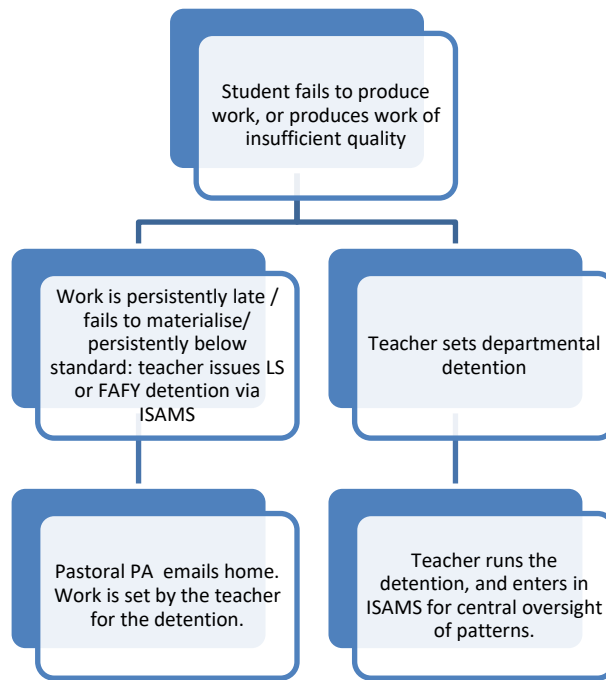 Student fails to produce
work, or produces work of
insufficient quality
Work is persistently late /
fails to materialise/
persistently below
standard: teacher issues LS
or FAFY detention via
ISAMS
Teacher sets departmental
detention
Pastoral PA  emails home.
Work is set by the teacher
for the detention.
Teacher runs the
detention, and enters in
ISAMS for central oversight
of patterns.